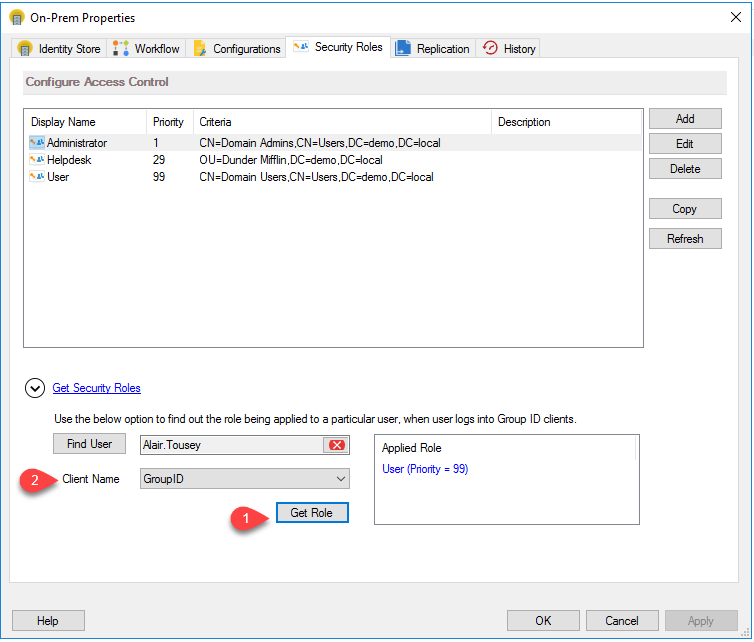 On-Prem Properties
Identity Store Workflow Configurations Security Roles Replication History
Configure Access Control
Display Name Priority Criteria Description
Administrator 1 CN=Domain Admins,CN=Users,DC=demo,DC=local
Helpdesk 29 OU=Dunder Mifflin,DC=demo,DC=local
User 99 CN=Domain Users,CN=Users,DC=demo,DC=local
Add
Edit
Delete
Copy
Refresh
Get Security Roles
Use the below option to find out the role being applied to a particular user, when user logs into Group ID clients.
Find User Alair.Tousey
2 Client Name GroupID
1 Get Role
Applied Role
User (Priority = 99)
Help OK Cancel Apply